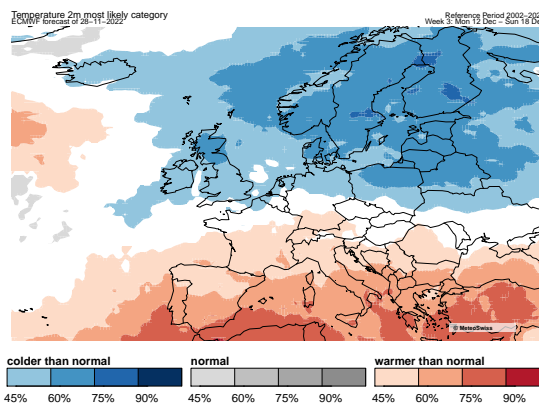 Temperature 2m most likely category
Reference Period 2002-202
ECMWF forecast of 28-11-2022
Week 3: Mon 12 Dec - Sun 18 De
© MeteoSwiss
colder than normal
normal
warmer than normal
45% 60% 75% 90%
45% 60% 75% 90%
45% 60% 75% 90%